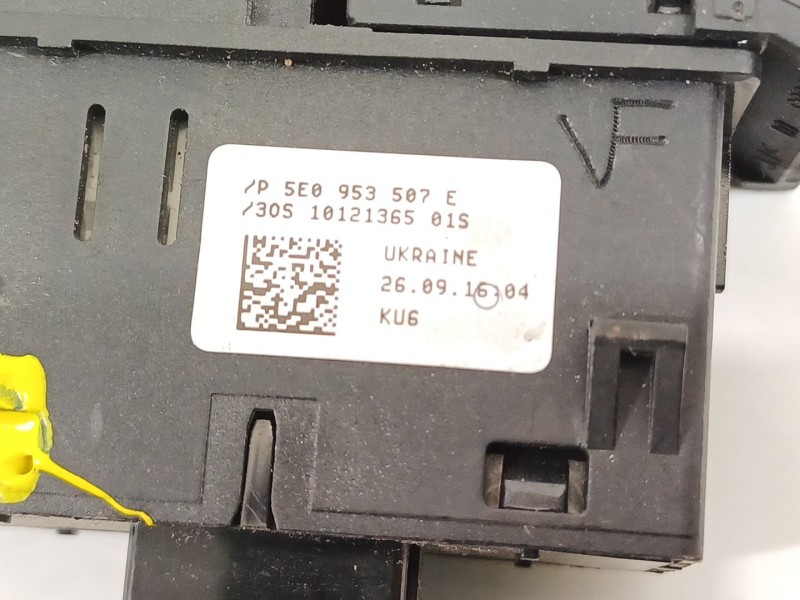 VF
/P 5E0 953 507 E
/30S 10121365 01S
UKRAINE
26.09.16.04
KU6